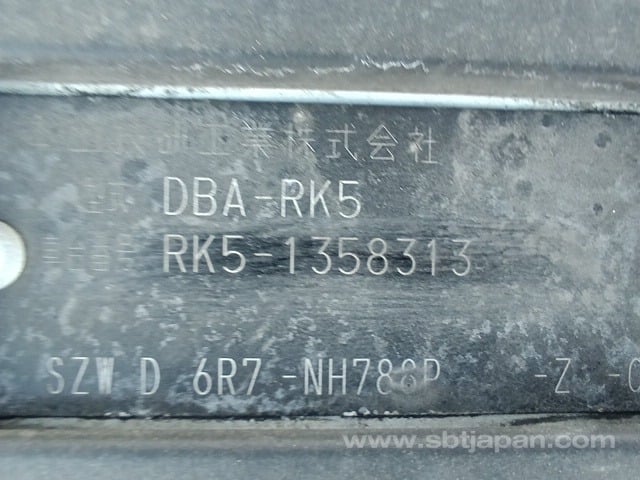 工業株式会社
DBA-RK5
RK5-1358313
SZW D 6R7 -NH788P -Z -
www.sbtjapan.com